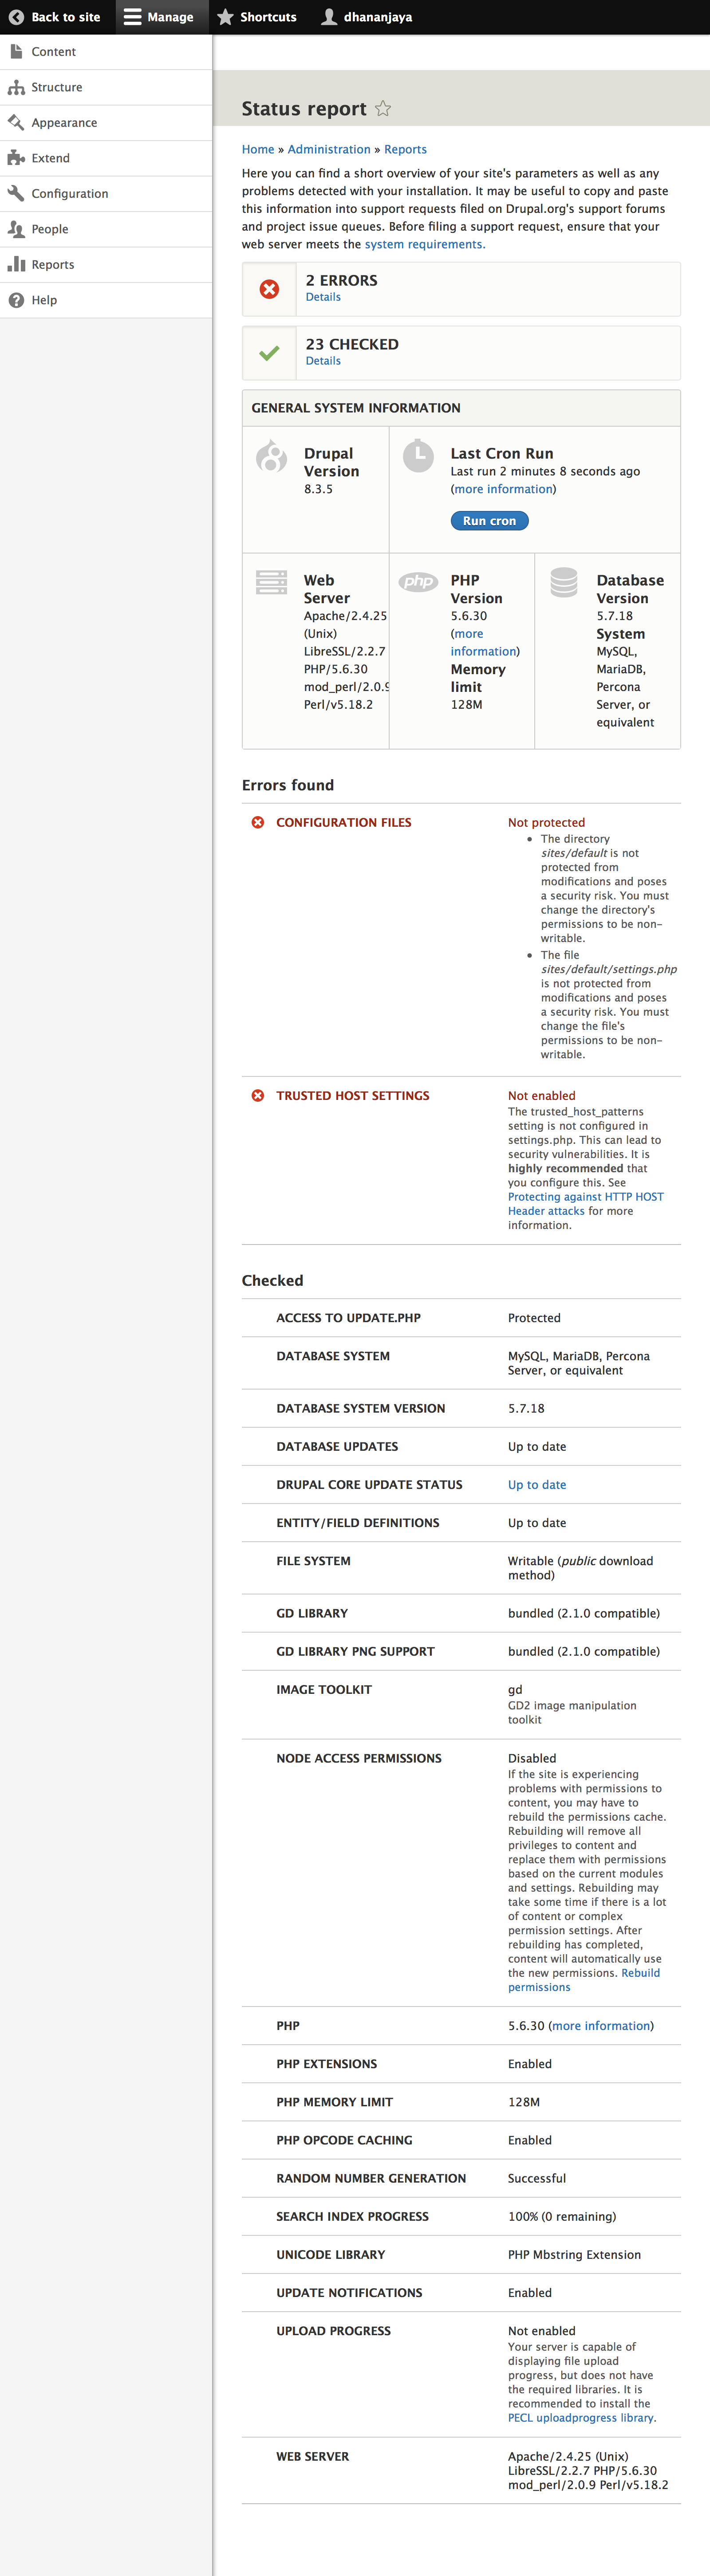 Back to site
Manage
Shortcuts
dhananjaya
Content
Structure
Appearance
Extend
Configuration
People
Reports
Help
Status report
Home » Administration » Reports
Here you can find a short overview of your site's parameters as well as any
problems detected with your installation. It may be useful to copy and paste
this information into support requests filed on Drupal.org's support forums
and project issue queues. Before filing a support request, ensure that your
web server meets the system requirements.
2 ERRORS
Details
23 CHECKED
Details
GENERAL SYSTEM INFORMATION
Drupal
Version
8.3.5
Last Cron Run
Last run 2 minutes 8 seconds ago
(more information)
Run cron
Web
Server
Apache/2.4.25
(Unix)
LibreSSL/2.2.7
PHP/5.6.30
mod_perl/2.0.9
Perl/v5.18.2
php
PHP
Version
5.6.30
(more
information)
Memory
limit
128M
Database
Version
5.7.18
System
MySQL,
MariaDB,
Percona
Server, or
equivalent
Errors found
CONFIGURATION FILES
Not protected
• The directory
sites/default is not
protected from
modifications and poses
a security risk. You must
change the directory's
permissions to be non-
writable.
• The file
sites/default/settings.php
is not protected from
modifications and poses
a security risk. You must
change the file's
permissions to be non-
writable.
TRUSTED HOST SETTINGS
Not enabled
The trusted_host_patterns
setting is not configured in
settings.php. This can lead to
security vulnerabilities. It is
highly recommended that
you configure this. See
Protecting against HTTP HOST
Header attacks for more
information.
Checked
ACCESS TO UPDATE.PHP
Protected
DATABASE SYSTEM
MySQL, MariaDB, Percona
Server, or equivalent
DATABASE SYSTEM VERSION
5.7.18
DATABASE UPDATES
Up to date
DRUPAL CORE UPDATE STATUS
Up to date
ENTITY/FIELD DEFINITIONS
Up to date
FILE SYSTEM
Writable (public download
method)
GD LIBRARY
bundled (2.1.0 compatible)
GD LIBRARY PNG SUPPORT
bundled (2.1.0 compatible)
IMAGE TOOLKIT
gd
GD2 image manipulation
toolkit
NODE ACCESS PERMISSIONS
Disabled
If the site is experiencing
problems with permissions to
content, you may have to
rebuild the permissions cache.
Rebuilding will remove all
privileges to content and
replace them with permissions
based on the current modules
and settings. Rebuilding may
take some time if there is a lot
of content or complex
permission settings. After
rebuilding has completed,
content will automatically use
the new permissions. Rebuild
permissions
PHP
5.6.30 (more information)
PHP EXTENSIONS
Enabled
PHP MEMORY LIMIT
128M
PHP OPCODE CACHING
Enabled
RANDOM NUMBER GENERATION
Successful
SEARCH INDEX PROGRESS
100% (0 remaining)
UNICODE LIBRARY
PHP Mbstring Extension
UPDATE NOTIFICATIONS
Enabled
UPLOAD PROGRESS
Not enabled
Your server is capable of
displaying file upload
progress, but does not have
the required libraries. It is
recommended to install the
PECL uploadprogress library.
WEB SERVER
Apache/2.4.25 (Unix)
LibreSSL/2.2.7 PHP/5.6.30
mod_perl/2.0.9 Perl/v5.18.2